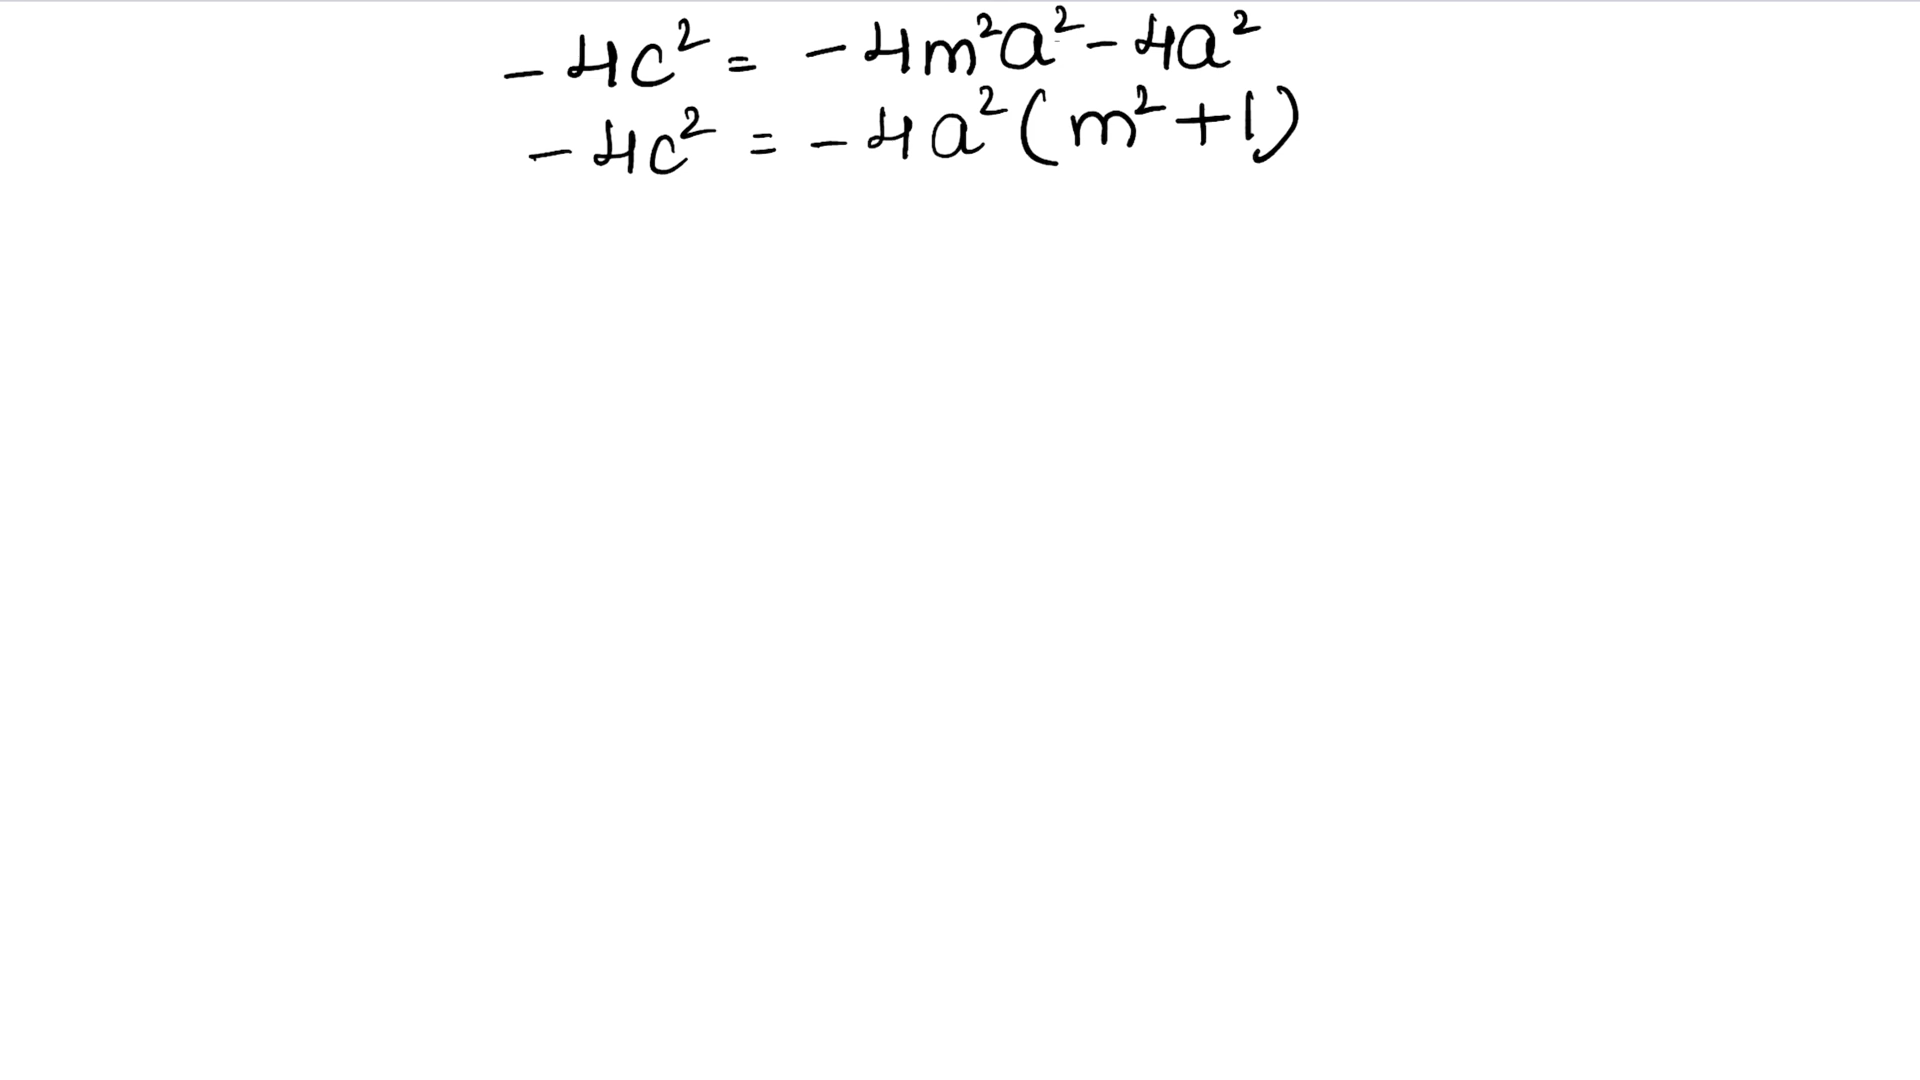 -4c² = -4m²a² - 4a²
-4c² = -4a²(m²+1)